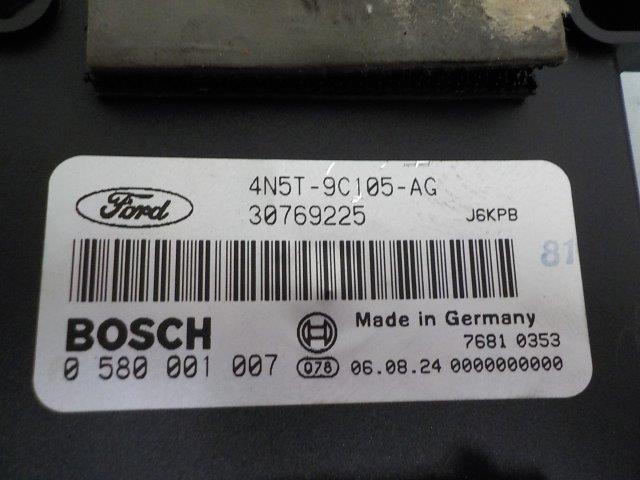 Ford
4N5T-9C105-AG
30769225 J6KPB
81
BOSCH
Made in Germany
7681 0353
0 580 001 007 078 06.08.24 0000000000